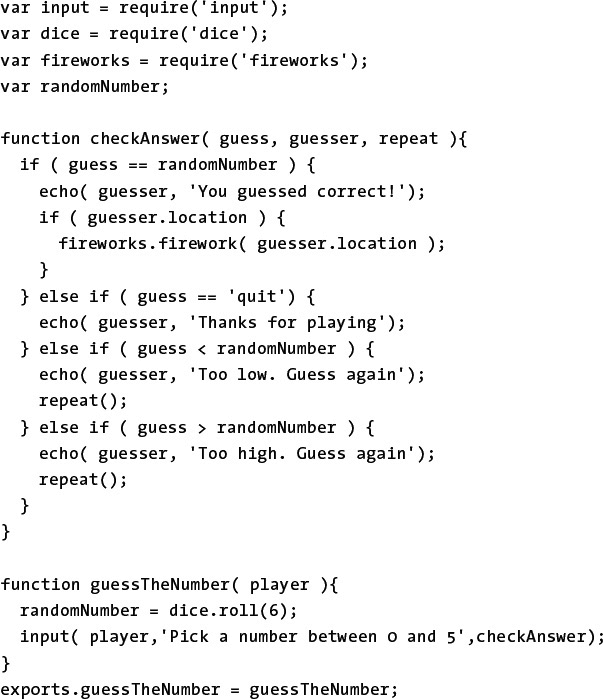 var input = require('input');
var dice = require('dice');
var fireworks = require('fireworks');
var randomNumber;

function checkAnswer( guess, guesser, repeat ){
  if ( guess == randomNumber ) {
    echo( guesser, 'You guessed correct!');
    if ( guesser.location ) {
      fireworks.firework( guesser.location );
    }
  } else if ( guess == 'quit') {
    echo( guesser, 'Thanks for playing');
  } else if ( guess < randomNumber ) {
    echo( guesser, 'Too low. Guess again');
    repeat();
  } else if ( guess > randomNumber ) {
    echo( guesser, 'Too high. Guess again');
    repeat();
  }
}

function guessTheNumber( player ){
  randomNumber = dice.roll(6);
  input( player,'Pick a number between 0 and 5',checkAnswer);
}
exports.guessTheNumber = guessTheNumber;